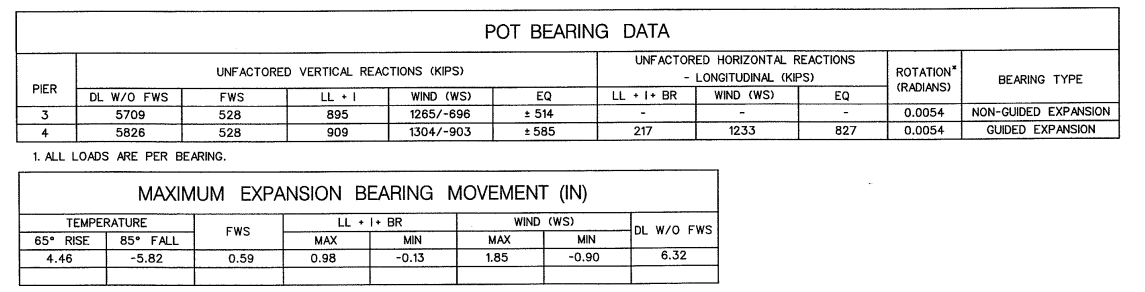 POT BEARING DATA
PIER UNFACTORED VERTICAL REACTIONS (KIPS) UNFACTORED HORIZONTAL REACTIONS - LONGITUDINAL (KIPS) ROTATION* (RADIANS) BEARING TYPE
DL W/O FWS FWS LL + I WIND (WS) EQ LL + I+ BR WIND (WS) EQ
3 5709 528 895 1265/-696 ± 514 - - - 0.0054 NON-GUIDED EXPANSION
4 5826 528 909 1304/-903 ± 585 217 1233 827 0.0054 GUIDED EXPANSION
1. ALL LOADS ARE PER BEARING.
MAXIMUM EXPANSION BEARING MOVEMENT (IN)
TEMPERATURE FWS LL + I+ BR WIND (WS) DL W/O FWS
65° RISE 85° FALL MAX MIN MAX MIN
4.46 -5.82 0.59 0.98 -0.13 1.85 -0.90 6.32